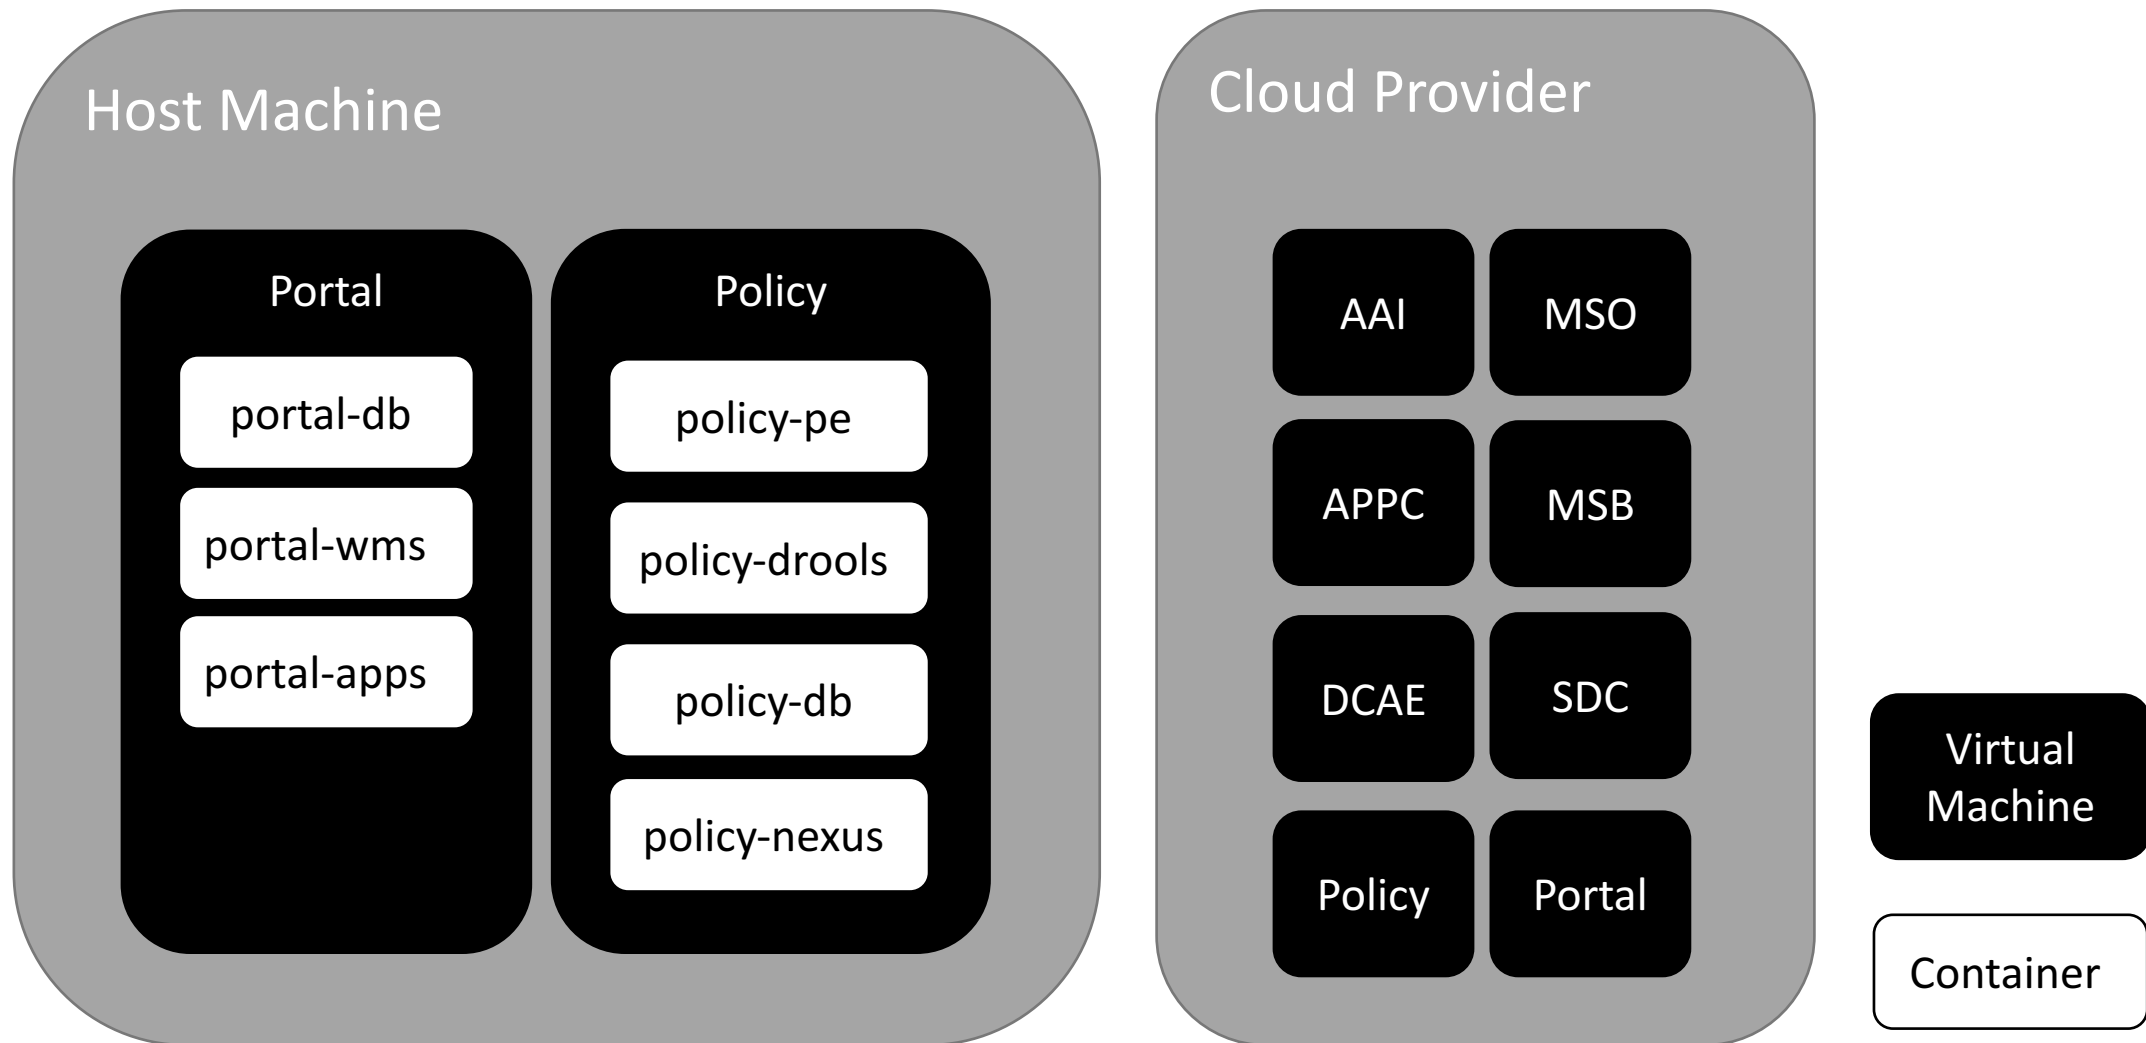 Host Machine
Portal
portal-db
portal-wms
portal-apps
Policy
policy-pe
policy-drools
policy-db
policy-nexus
Cloud Provider
AAI
MSO
APPC
MSB
DCAE
SDC
Policy
Portal
Virtual
Machine
Container